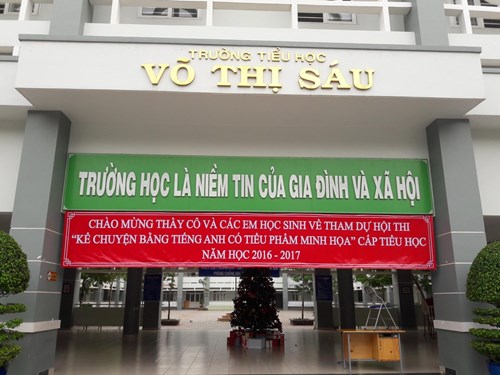 TRƯỜNG TIỂU HỌC
VÕ THỊ SÁU
TRƯỜNG HỌC LÀ NIỀM TIN CỦA GIA ĐÌNH VÀ XÃ HỘI
CHÀO MỪNG THẦY CÔ VÀ CÁC EM HỌC SINH VỀ THAM DỰ HỘI THI
“KỂ CHUYỆN BẰNG TIẾNG ANH CÓ TIỂU PHẨM MINH HỌA” CẤP TIỂU HỌC
NĂM HỌC 2016 - 2017